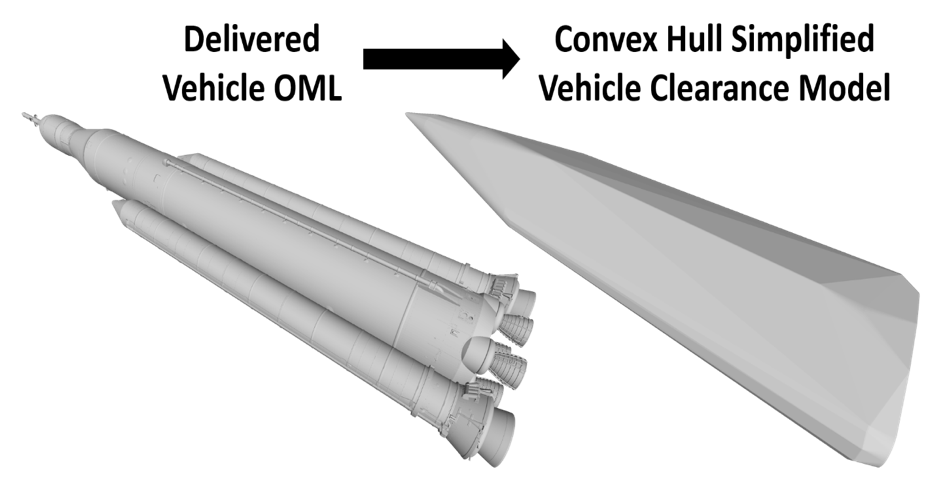 Delivered
Vehicle OML
Convex Hull Simplified
Vehicle Clearance Model